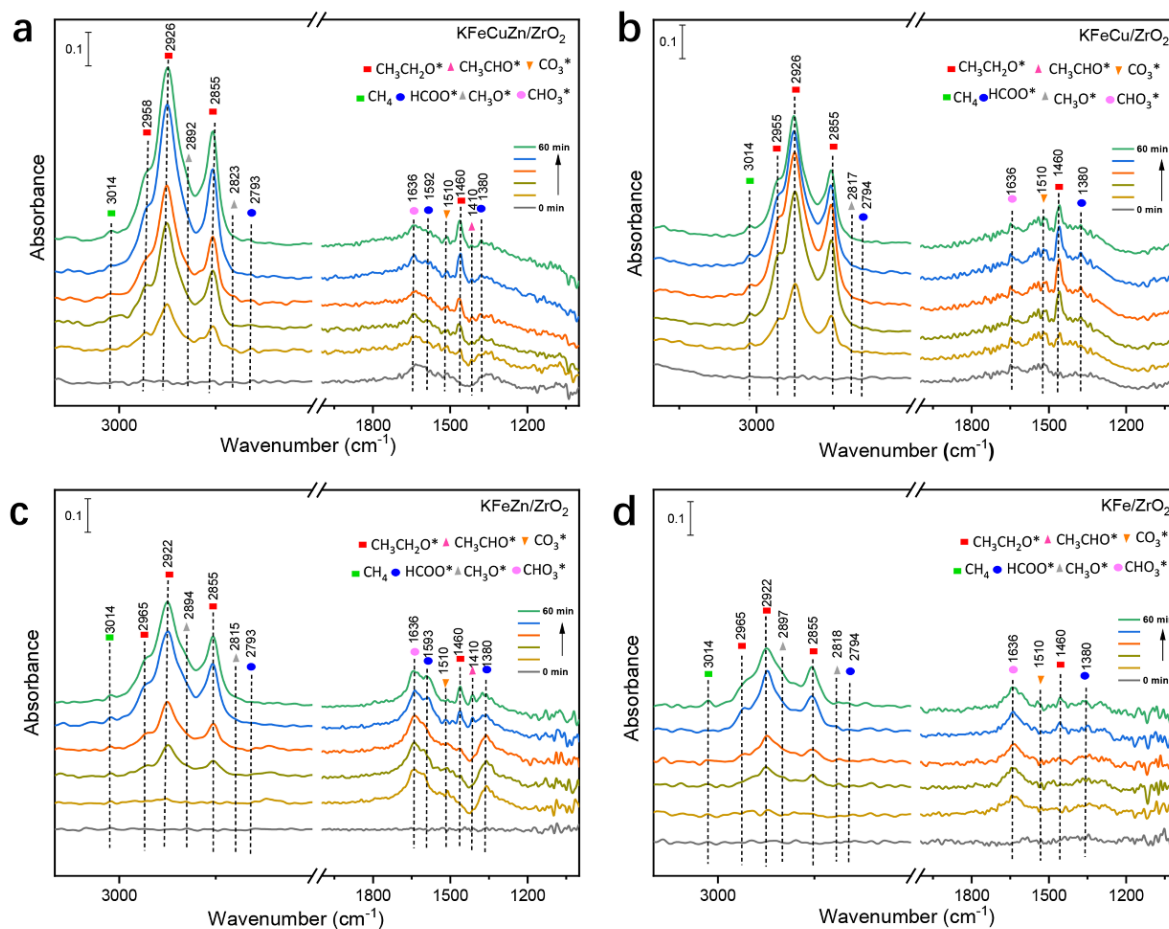 a
0.1
KFeCuZn/ZrO₂
CH₃CH₂O* CH₃CHO* CO₃*
CH₄ HCOO* CH₃O* CHO₃*
3014
2958
2926
2892
2855
2823
2793
1636
1592
1510
1460
1410
1380
60 min
0 min
Absorbance
3000 1800 1500 1200
Wavenumber (cm⁻¹)
b
0.1
KFeCu/ZrO₂
CH₃CH₂O* CH₃CHO* CO₃*
CH₄ HCOO* CH₃O* CHO₃*
3014
2955
2926
2855
2817
2794
1636
1510
1460
1380
60 min
0 min
Absorbance
3000 1800 1500 1200
Wavenumber (cm⁻¹)
c
0.1
KFeZn/ZrO₂
CH₃CH₂O* CH₃CHO* CO₃*
CH₄ HCOO* CH₃O* CHO₃*
3014
2965
2922
2894
2855
2815
2793
1636
1593
1510
1460
1410
1380
60 min
0 min
Absorbance
3000 1800 1500 1200
Wavenumber (cm⁻¹)
d
0.1
KFe/ZrO₂
CH₃CH₂O* CH₃CHO* CO₃*
CH₄ HCOO* CH₃O* CHO₃*
3014
2965
2922
2897
2855
2818
2794
1636
1510
1460
1380
60 min
0 min
Absorbance
3000 1800 1500 1200
Wavenumber (cm⁻¹)